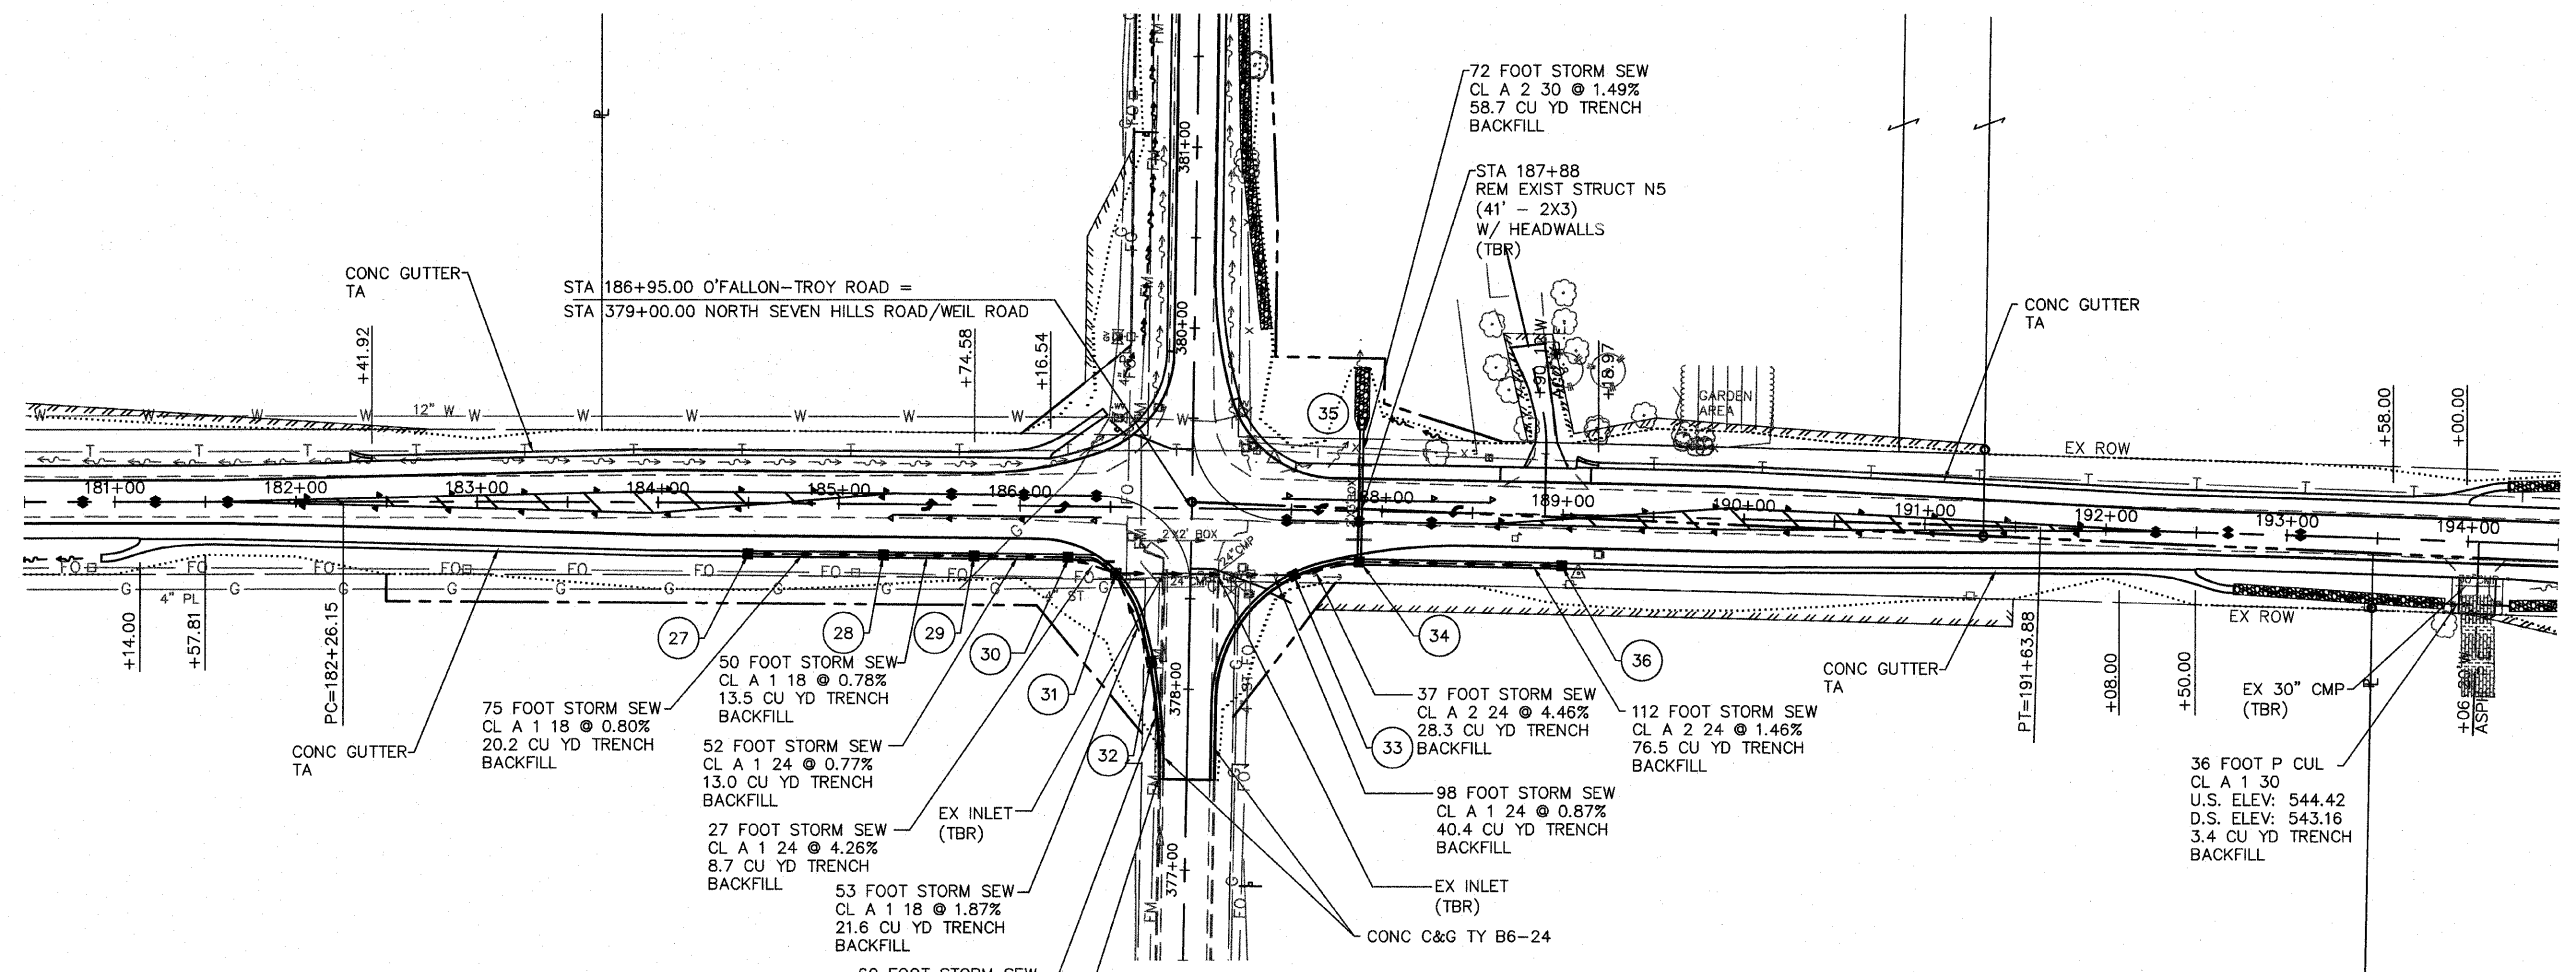 72 FOOT STORM SEW
CL A 2 30 @ 1.49%
58.7 CU YD TRENCH
BACKFILL
STA 187+88
REM EXIST STRUCT N5
(41' - 2X3)
W/ HEADWALLS
(TBR)
381+00
380+00
CONC GUTTER
TA
STA 186+95.00 O'FALLON-TROY ROAD =
STA 379+00.00 NORTH SEVEN HILLS ROAD/WEIL ROAD
CONC GUTTER
TA
+41.92
+74.58
+16.54
+18.97
+58.00
+00.00
12" W
35
GARDEN
AREA
EX ROW
181+00
182+00
183+00
184+00
185+00
186+00
188+00
189+00
190+00
191+00
192+00
193+00
194+00
2'X2' BOX
24" CMP
24" CMP
4" PL
4" ST
EX ROW
+14.00
+57.81
PC=182+26.15
27
28
29
30
31
32
33
34
36
378+00
377+00
50 FOOT STORM SEW
CL A 1 18 @ 0.78%
13.5 CU YD TRENCH
BACKFILL
75 FOOT STORM SEW
CL A 1 18 @ 0.80%
20.2 CU YD TRENCH
BACKFILL
CONC GUTTER
TA
52 FOOT STORM SEW
CL A 1 24 @ 0.77%
13.0 CU YD TRENCH
BACKFILL
EX INLET
(TBR)
27 FOOT STORM SEW
CL A 1 24 @ 4.26%
8.7 CU YD TRENCH
BACKFILL
53 FOOT STORM SEW
CL A 1 18 @ 1.87%
21.6 CU YD TRENCH
BACKFILL
37 FOOT STORM SEW
CL A 2 24 @ 4.46%
28.3 CU YD TRENCH
BACKFILL
112 FOOT STORM SEW
CL A 2 24 @ 1.46%
76.5 CU YD TRENCH
BACKFILL
98 FOOT STORM SEW
CL A 1 24 @ 0.87%
40.4 CU YD TRENCH
BACKFILL
EX INLET
(TBR)
CONC C&G TY B6-24
CONC GUTTER
TA
PT=191+63.88
+08.00
+50.00
EX 30" CMP
(TBR)
36 FOOT P CUL
CL A 1 30
U.S. ELEV: 544.42
D.S. ELEV: 543.16
3.4 CU YD TRENCH
BACKFILL